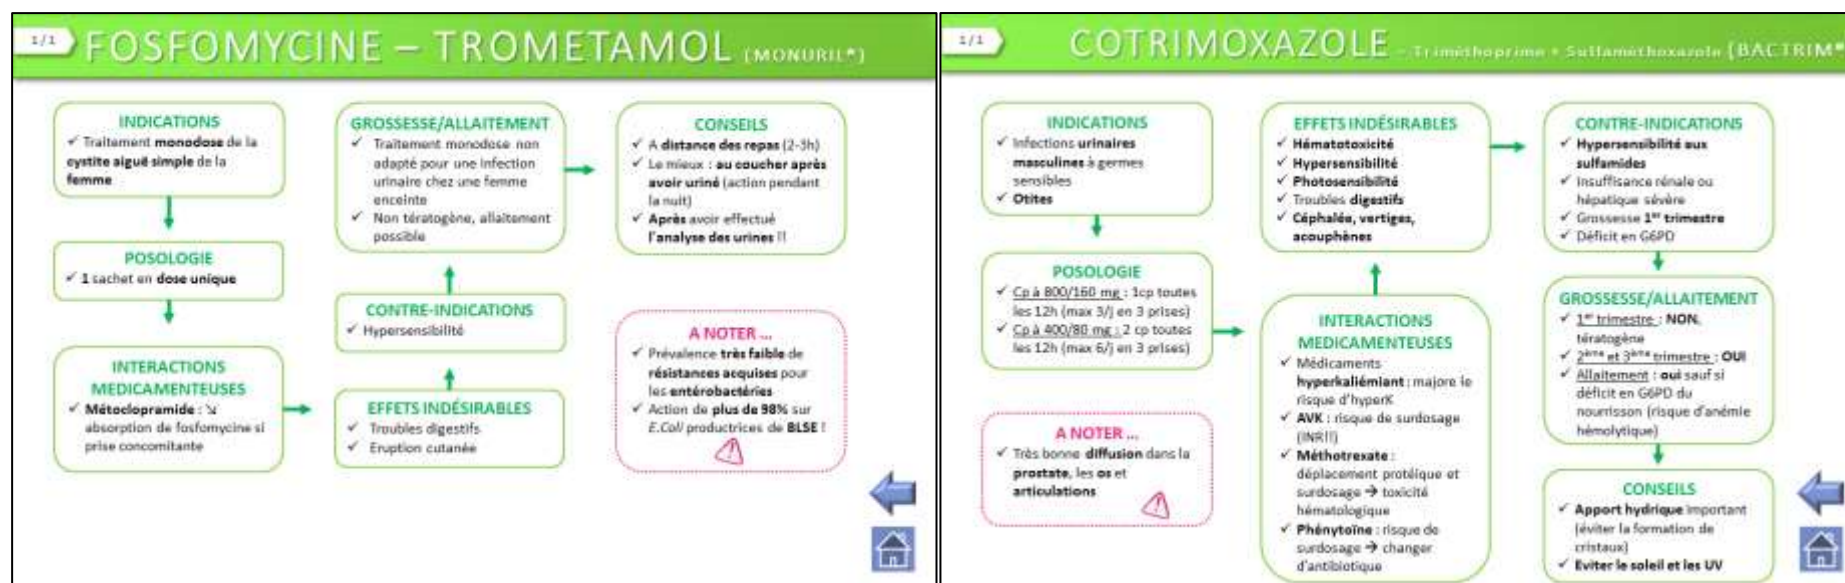 1/1
FOSFOMYCINE – TROMETAMOL (MONURIL*)
INDICATIONS
✓ Traitement monodose de la
cystite aiguë simple de la
femme
POSOLOGIE
✓ 1 sachet en dose unique
INTERACTIONS
MEDICAMENTEUSES
✓ Métoclopramide : ↘
absorption de fosfomycine si
prise concomitante
EFFETS INDÉSIRABLES
✓ Troubles digestifs
✓ Eruption cutanée
CONTRE-INDICATIONS
✓ Hypersensibilité
GROSSESSE/ALLAITEMENT
✓ Traitement monodose non
adapté pour une infection
urinaire chez une femme
enceinte
✓ Non tératogène, allaitement
possible
CONSEILS
✓ A distance des repas (2-3h)
✓ Le mieux : au coucher après
avoir uriné (action pendant
la nuit)
✓ Après avoir effectué
l'analyse des urines !!
A NOTER ...
✓ Prévalence très faible de
résistances acquises pour
les entérobactéries
✓ Action de plus de 98% sur
E.Coli productrices de BLSE !
1/1
COTRIMOXAZOLE – Triméthoprime + Sulfaméthoxazole (BACTRIM*
INDICATIONS
✓ Infections urinaires
masculines à germes
sensibles
✓ Otites
POSOLOGIE
✓ Cp à 800/160 mg : 1cp toutes
les 12h (max 3/j en 3 prises)
✓ Cp à 400/80 mg : 2 cp toutes
les 12h (max 6/j en 3 prises)
A NOTER ...
✓ Très bonne diffusion dans la
prostate, les os et
articulations
INTERACTIONS
MEDICAMENTEUSES
✓ Médicaments
hyperkaliémiant : majore le
risque d'hyperK
✓ AVK : risque de surdosage
(INR!!)
✓ Méthotrexate :
déplacement protéique et
surdosage → toxicité
hématologique
✓ Phénytoïne : risque de
surdosage → changer
d'antibiotique
EFFETS INDÉSIRABLES
✓ Hématotoxicité
✓ Hypersensibilité
✓ Photosensibilité
✓ Troubles digestifs
✓ Céphalée, vertiges,
acouphènes
CONTRE-INDICATIONS
✓ Hypersensibilité aux
sulfamides
✓ Insuffisance rénale ou
hépatique sévère
✓ Grossesse 1er trimestre
✓ Déficit en G6PD
GROSSESSE/ALLAITEMENT
✓ 1er trimestre : NON,
tératogène
✓ 2ème et 3ème trimestre : OUI
✓ Allaitement : oui sauf si
déficit en G6PD du
nourrisson (risque d'anémie
hémolytique)
CONSEILS
✓ Apport hydrique important
(éviter la formation de
cristaux)
✓ Eviter le soleil et les UV